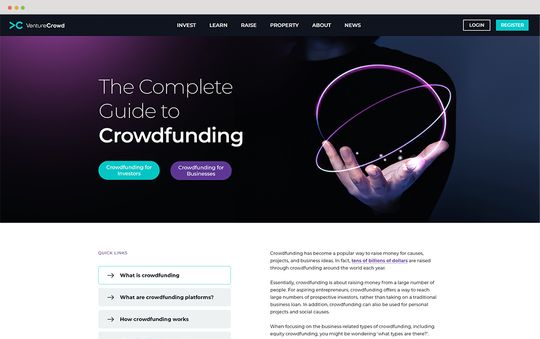 VentureCrowd
INVEST LEARN RAISE PROPERTY ABOUT NEWS
LOGIN REGISTER
The Complete
Guide to
Crowdfunding
Crowdfunding for
Investors
Crowdfunding for
Businesses
QUICK LINKS
What is crowdfunding
What are crowdfunding platforms?
How crowdfunding works
Crowdfunding has become a popular way to raise money for causes,
projects, and business ideas. In fact, tens of billions of dollars are raised
through crowdfunding around the world each year.
Essentially, crowdfunding is about raising money from a large number of
people. For aspiring entrepreneurs, crowdfunding offers a way to reach
large numbers of prospective investors, rather than taking on a traditional
business loan. In addition, crowdfunding can also be used for personal
projects and social causes.
When focusing on the business-related types of crowdfunding, including
equity crowdfunding, you might be wondering 'what types are there?".